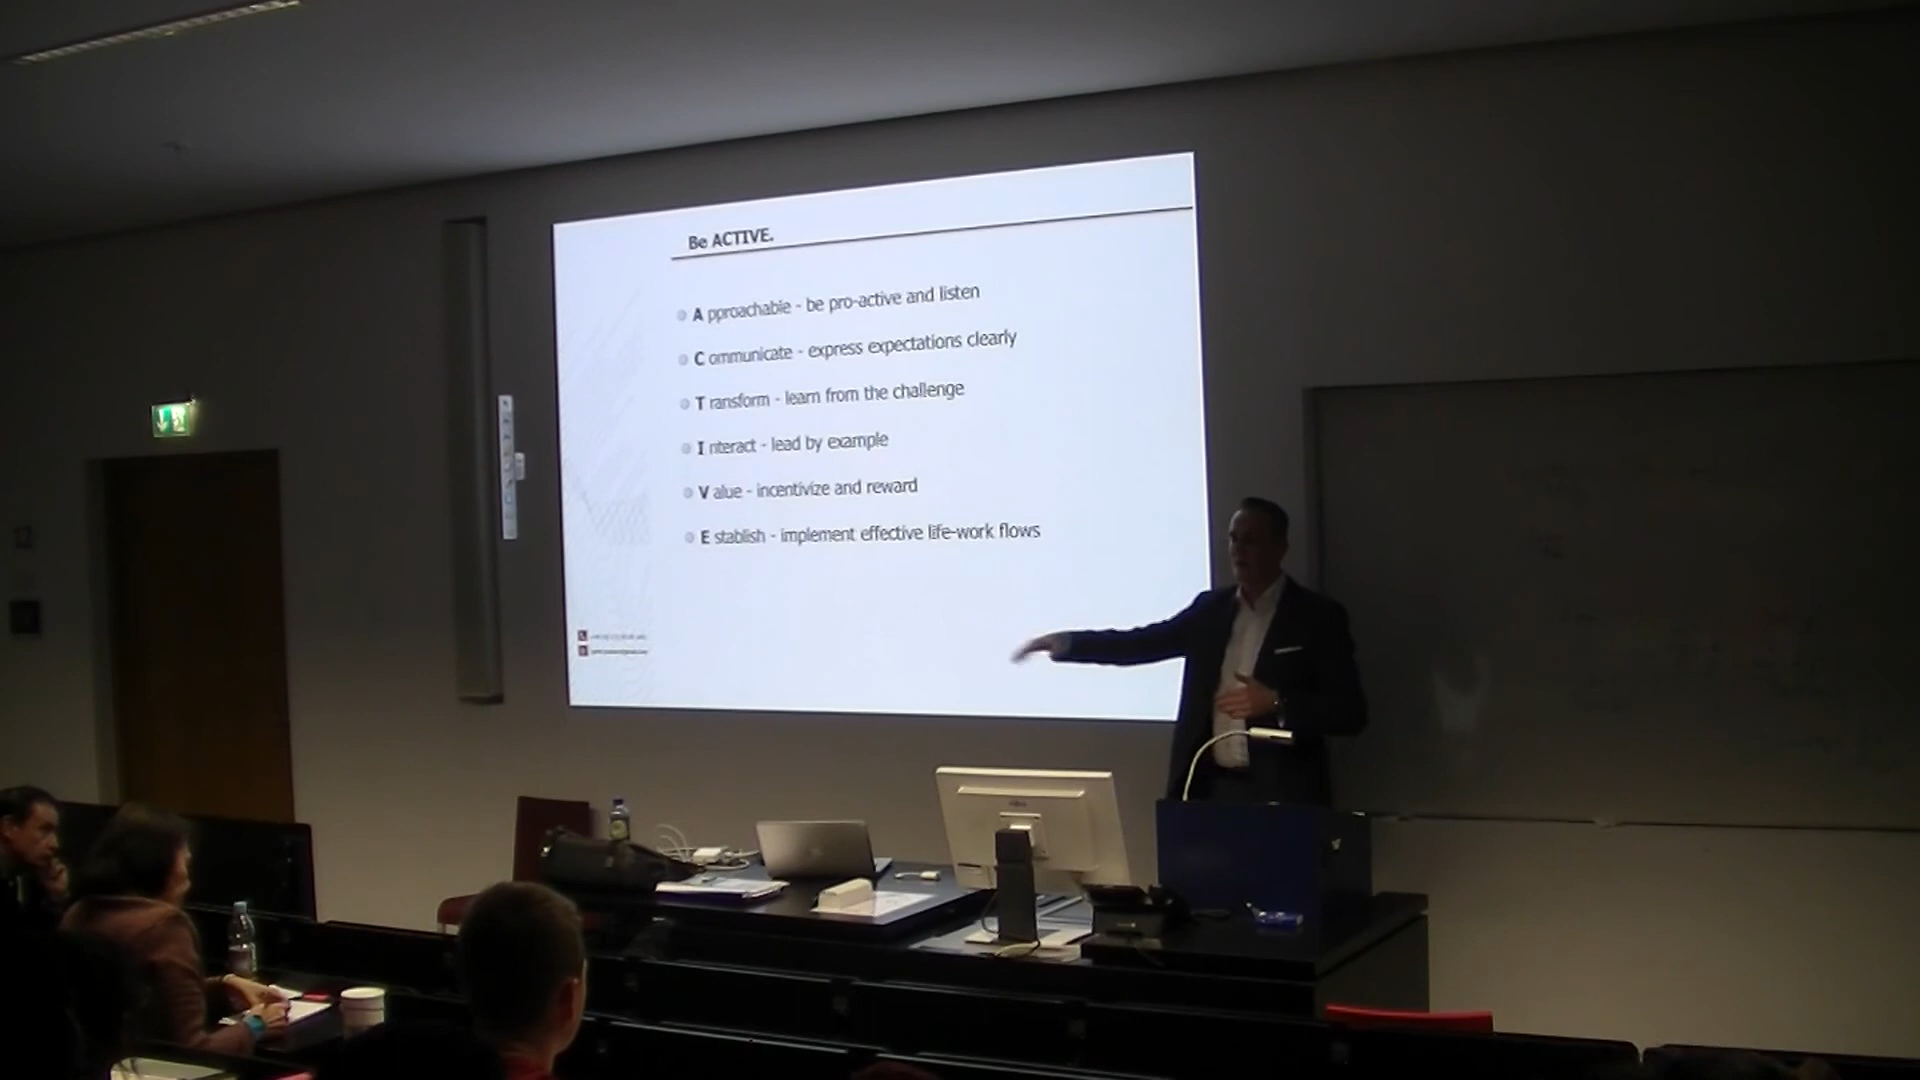 Be ACTIVE.
A pproachable - be pro-active and listen
C ommunicate - express expectations clearly
T ransform - learn from the challenge
I nteract - lead by example
V alue - incentivize and reward
E stablish - implement effective life-work flows